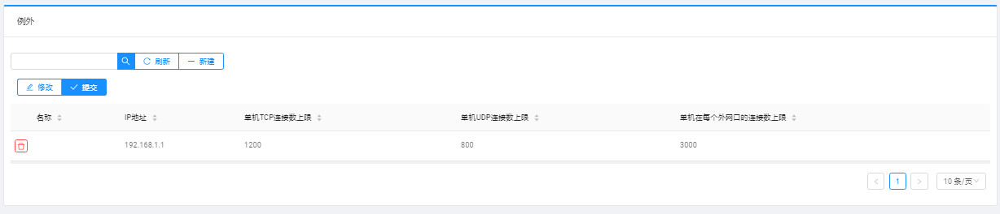 例外
刷新 新建
修改 提交
名称 IP地址 单机TCP连接数上限 单机UDP连接数上限 单机在每个外网口的连接数上限
192.168.1.1 1200 800 3000
1 10 条/页